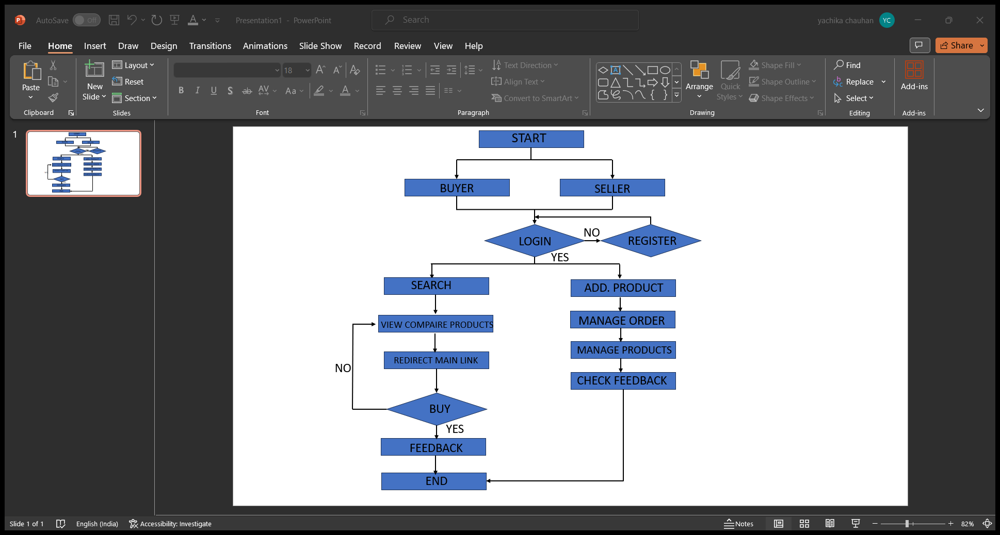 AutoSave Off Presentation1 - PowerPoint Search yachika chauhan YC
File Home Insert Draw Design Transitions Animations Slide Show Record Review View Help Share
Paste
Clipboard
New
Slide
Layout
Reset
Section
Slides
18
B I U S ab AV Aa A
Font
Text Direction
Align Text
Convert to SmartArt
Paragraph
Arrange
Quick
Styles
Shape Fill
Shape Outline
Shape Effects
Drawing
Find
Replace
Select
Editing
Add-ins
Add-ins
1
START
BUYER SELLER
LOGIN NO REGISTER
YES
SEARCH ADD. PRODUCT
VIEW COMPAIRE PRODUCTS MANAGE ORDER
REDIRECT MAIN LINK MANAGE PRODUCTS
NO CHECK FEEDBACK
BUY
YES
FEEDBACK
END
Slide 1 of 1 English (India) Accessibility: Investigate Notes 82%